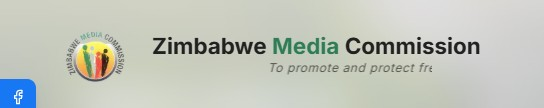 ZIMBABWE MEDIA COMMISSION
Zimbabwe Media Commission
To promote and protect fre